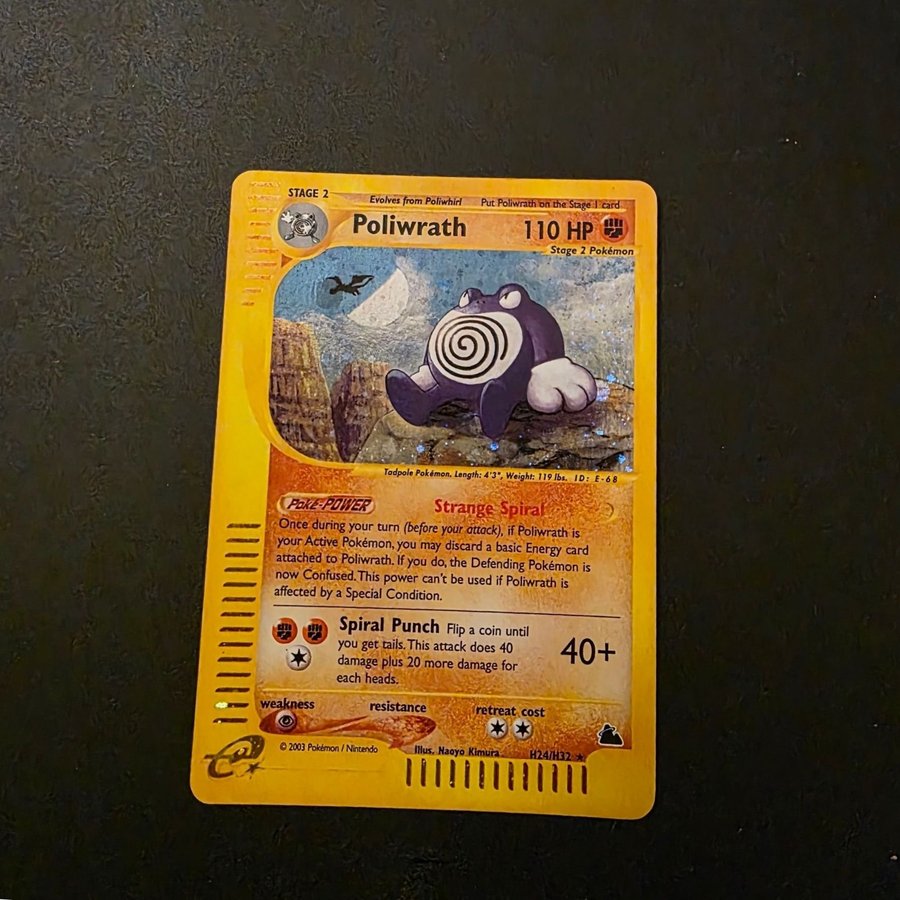 STAGE 2
Evolves from Poliwhirl Put Poliwrath on the Stage 1 card
Poliwrath 110 HP
Stage 2 Pokémon
Tadpole Pokémon. Length: 4'3", Weight: 119 lbs. ID: E-68
POKé-POWER Strange Spiral
Once during your turn (before your attack), if Poliwrath is
your Active Pokémon, you may discard a basic Energy card
attached to Poliwrath. If you do, the Defending Pokémon is
now Confused. This power can't be used if Poliwrath is
affected by a Special Condition.
Spiral Punch Flip a coin until
you get tails. This attack does 40
damage plus 20 more damage for
each heads.
40+
weakness resistance retreat cost
© 2003 Pokémon / Nintendo Illus. Naoyo Kimura H24/H32 ★
e